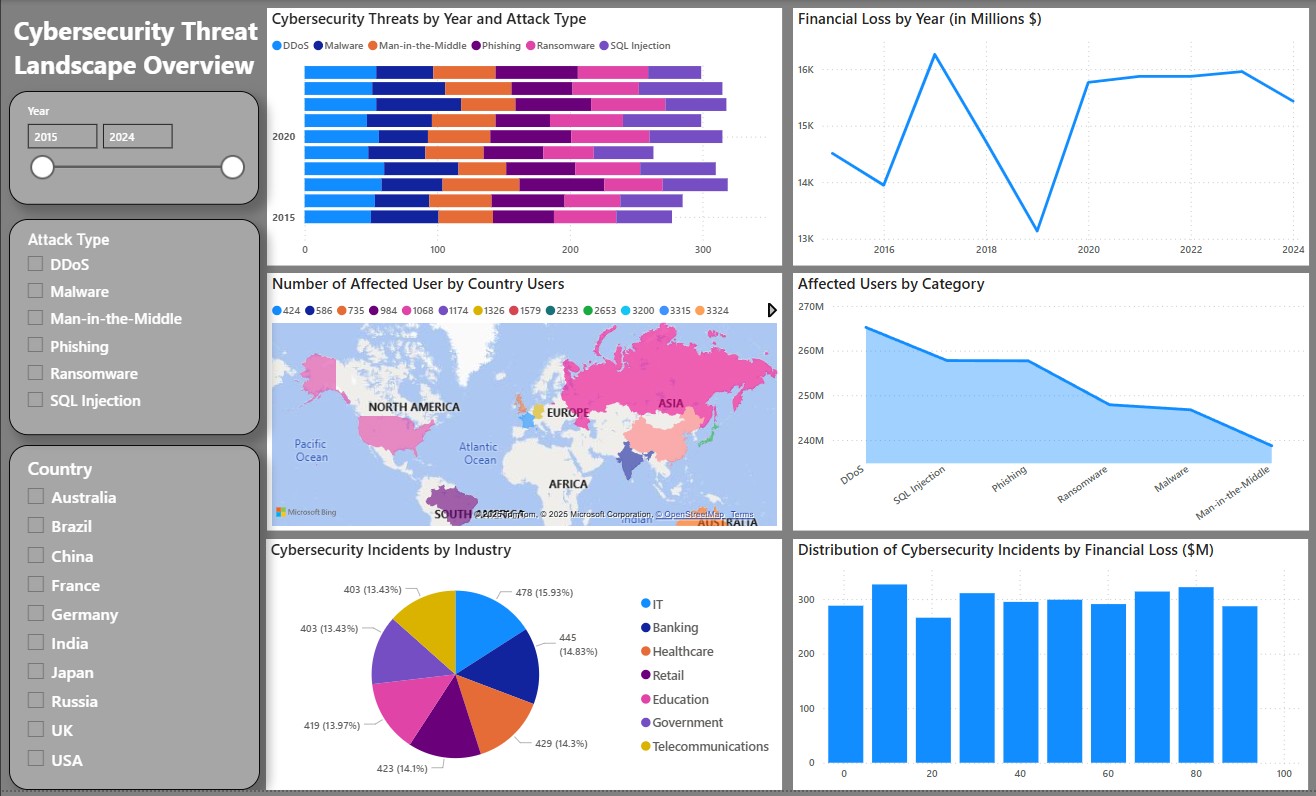 Cybersecurity Threat
Landscape Overview
Year
2015 2024
Attack Type
DDoS
Malware
Man-in-the-Middle
Phishing
Ransomware
SQL Injection
Country
Australia
Brazil
China
France
Germany
India
Japan
Russia
UK
USA
Cybersecurity Threats by Year and Attack Type
DDoS Malware Man-in-the-Middle Phishing Ransomware SQL Injection
2020
2015
0 100 200 300
Financial Loss by Year (in Millions $)
16K
15K
14K
13K
2016 2018 2020 2022 2024
Number of Affected User by Country Users
424 586 735 984 1068 1174 1326 1579 2233 2653 3200 3315 3324
NORTH AMERICA
EUROPE
ASIA
Pacific
Ocean
Atlantic
Ocean
AFRICA
SOUTH AMERICA
Indian
AUSTRALIA
Microsoft Bing
© 2025 TomTom, © 2025 Microsoft Corporation, © OpenStreetMap Terms
Affected Users by Category
270M
260M
250M
240M
DDoS
SQL Injection
Phishing
Ransomware
Malware
Man-in-the-Middle
Cybersecurity Incidents by Industry
478 (15.93%)
445
(14.83%)
429 (14.3%)
423 (14.1%)
419 (13.97%)
403 (13.43%)
403 (13.43%)
IT
Banking
Healthcare
Retail
Education
Government
Telecommunications
Distribution of Cybersecurity Incidents by Financial Loss ($M)
300
200
100
0
0 20 40 60 80 100